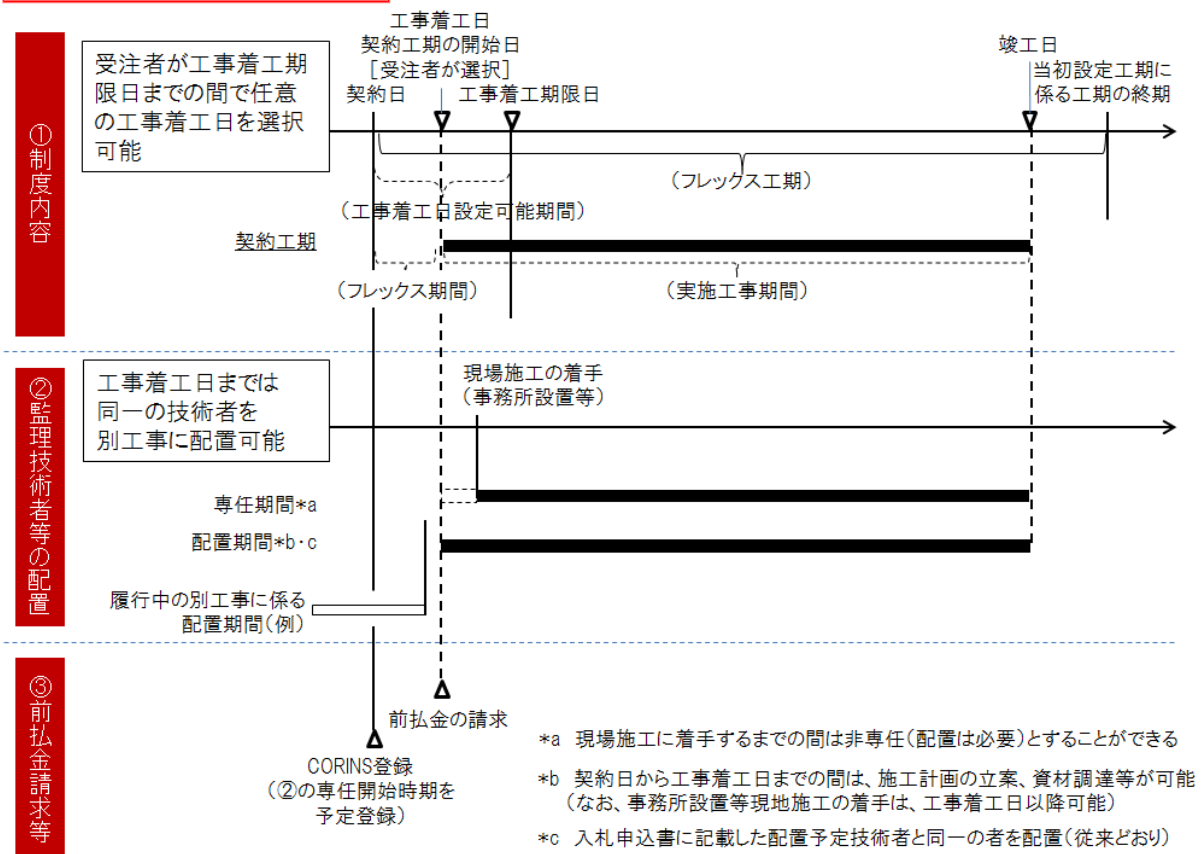 ①制度内容
受注者が工事着工期
限日までの間で任意
の工事着工日を選択
可能
工事着工日
契約工期の開始日
［受注者が選択］
契約日
工事着工期限日
竣工日
当初設定工期に
係る工期の終期
（フレックス工期）
（工事着工日設定可能期間）
契約工期
（フレックス期間）
（実施工事期間）
②監理技術者等の配置
工事着工日までは
同一の技術者を
別工事に配置可能
現場施工の着手
（事務所設置等）
専任期間*a
配置期間*b・c
履行中の別工事に係る
配置期間（例）
③前払金請求等
前払金の請求
CORINS登録
（②の専任開始時期を
予定登録）
*a 現場施工に着手するまでの間は非専任（配置は必要）とすることができる
*b 契約日から工事着工日までの間は、施工計画の立案、資材調達等が可能
（なお、事務所設置等現地施工の着手は、工事着工日以降可能）
*c 入札申込書に記載した配置予定技術者と同一の者を配置（従来どおり）